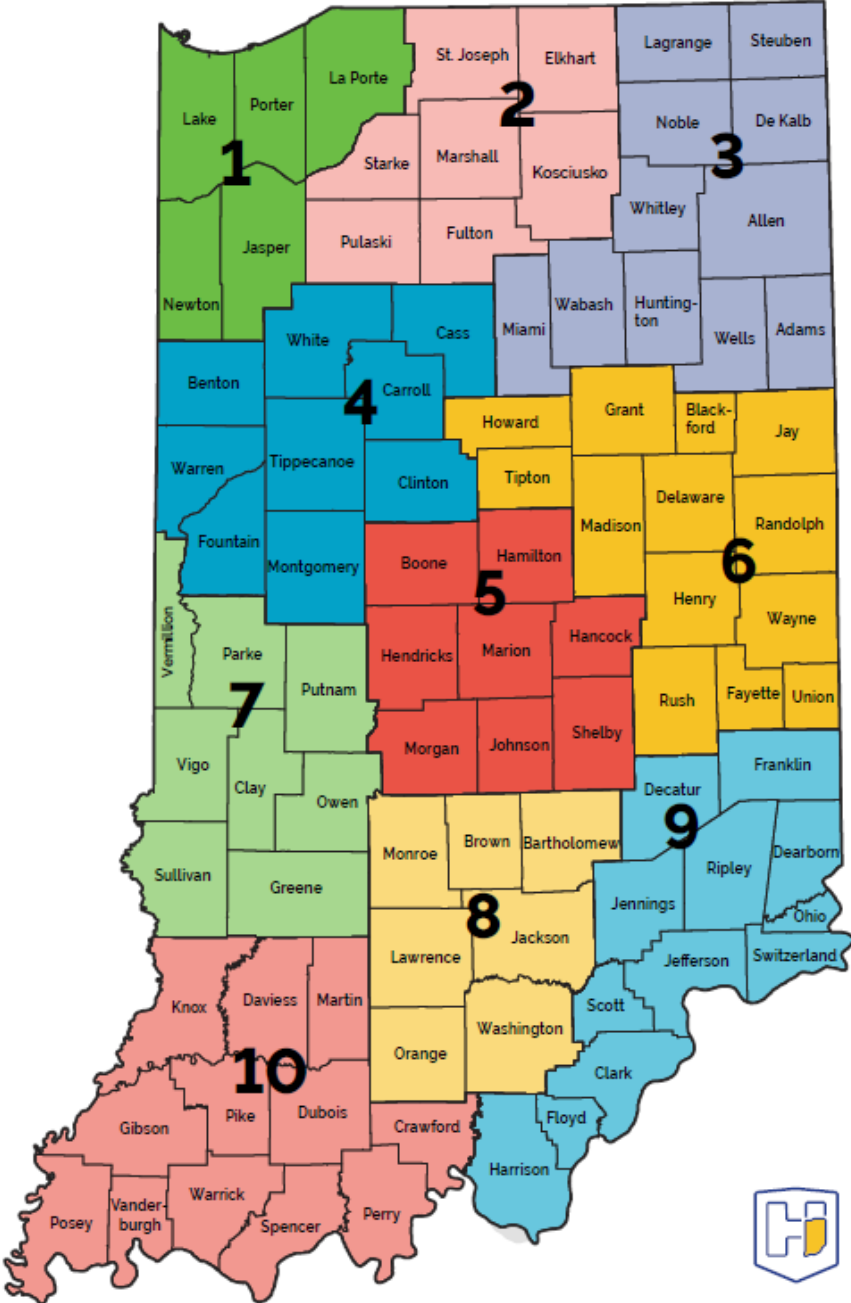 Lagrange
Steuben
St. Joseph
Elkhart
La Porte
Lake
Porter
2
Noble
De Kalb
1
Starke
Marshall
Kosciusko
3
Whitley
Allen
Jasper
Pulaski
Fulton
Newton
Miami
Wabash
Hunting-
ton
Wells
Adams
White
Cass
Benton
4
Carroll
Howard
Grant
Black-
ford
Jay
Warren
Tippecanoe
Clinton
Tipton
Delaware
Madison
Randolph
Fountain
Montgomery
Boone
Hamilton
5
6
Henry
Wayne
Vermillion
Parke
Hendricks
Marion
Hancock
7
Putnam
Rush
Fayette
Union
Morgan
Johnson
Shelby
Vigo
Clay
Owen
Franklin
Decatur
9
Monroe
Brown
Bartholomew
Dearborn
Ripley
Sullivan
Greene
8
Jennings
Ohio
Jackson
Lawrence
Jefferson
Switzerland
Knox
Daviess
Martin
Scott
Washington
Orange
10
Clark
Gibson
Pike
Dubois
Crawford
Floyd
Harrison
Posey
Vander-
burgh
Warrick
Spencer
Perry